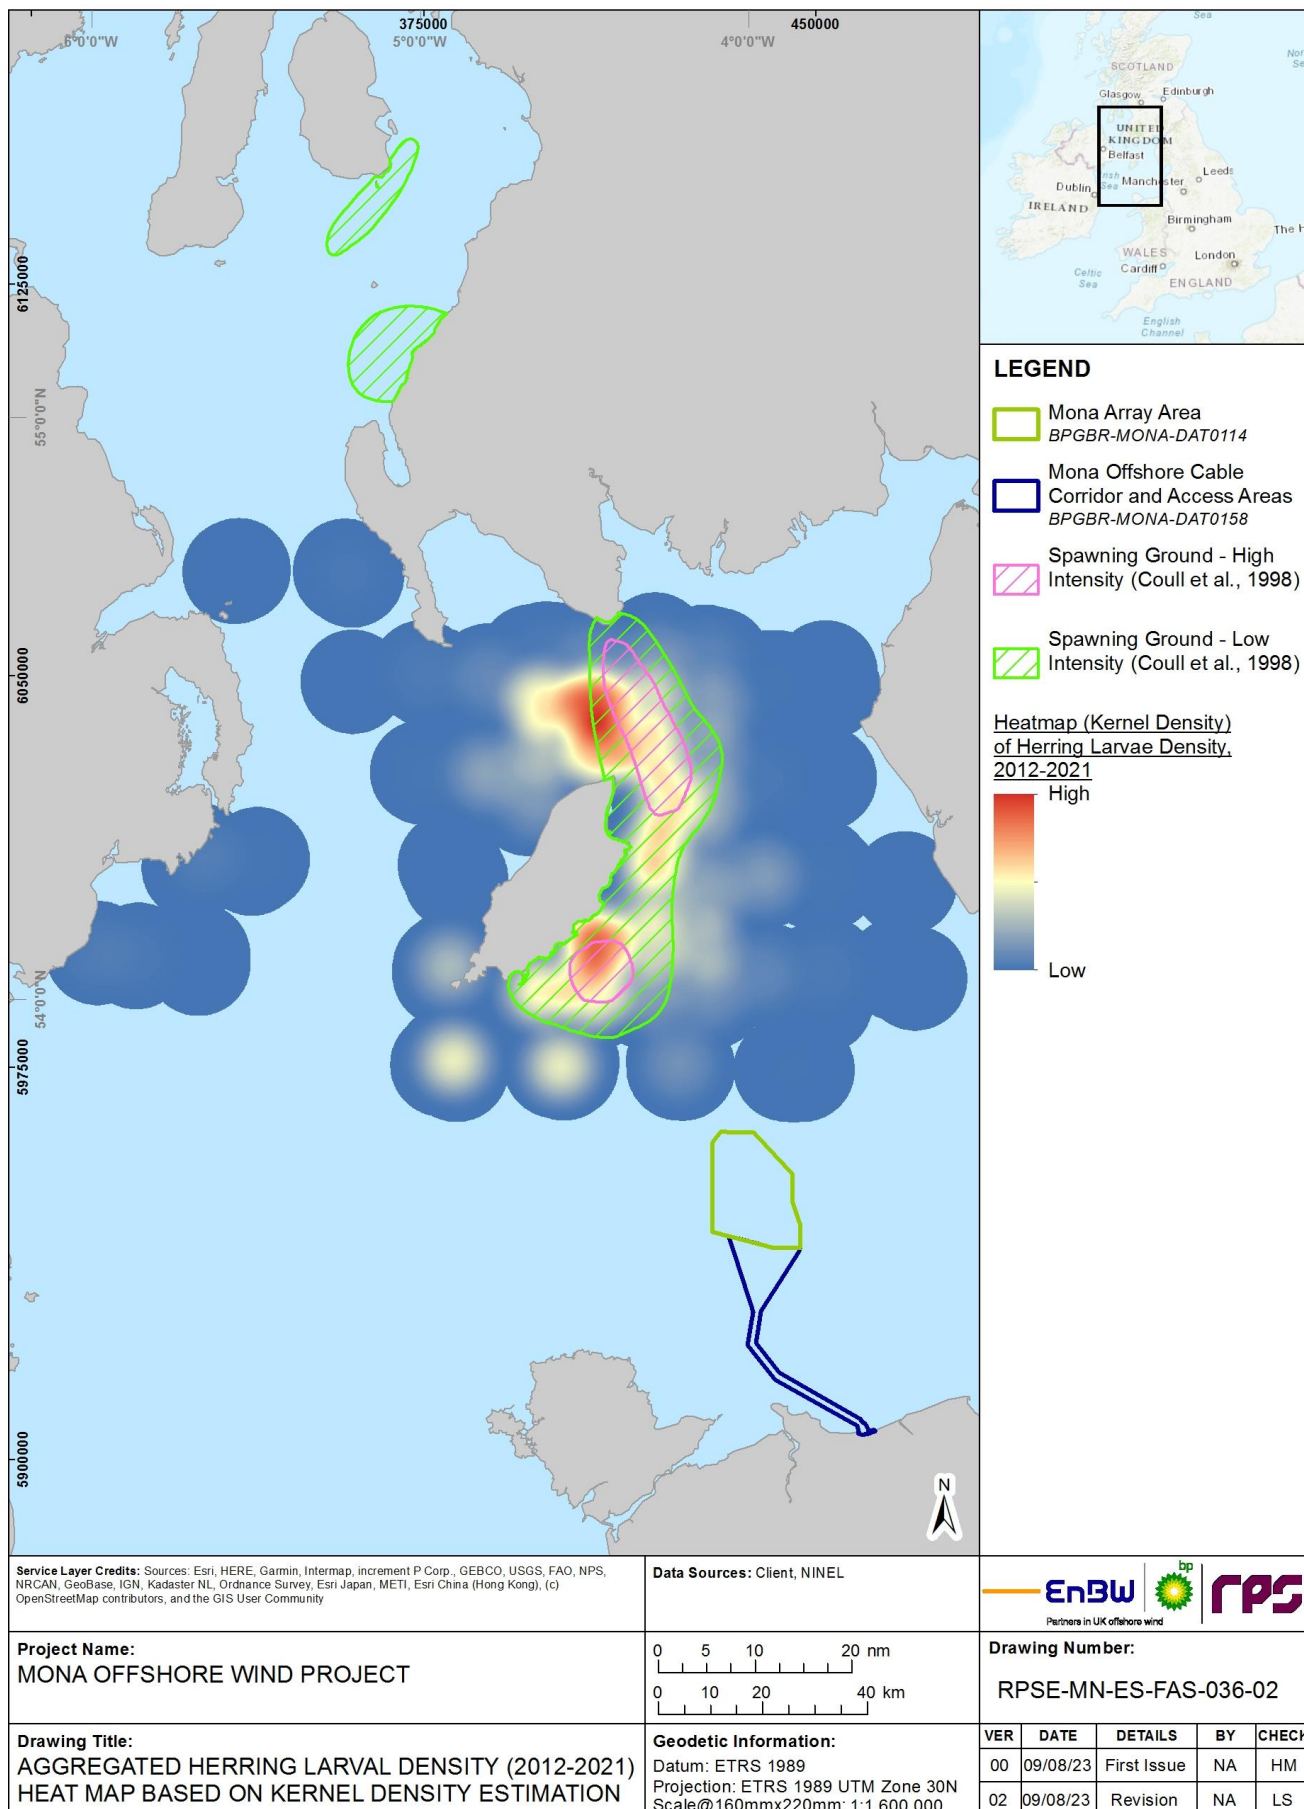 375000
450000
6°0'0"W
5°0'0"W
4°0'0"W
6125000
55°0'0"N
6050000
54°0'0"N
5975000
5900000
N
Sea
SCOTLAND
Glasgow
Edinburgh
UNITED
KINGDOM
Belfast
Irish
Sea
Dublin
Manchester
Leeds
IRELAND
Birmingham
WALES
The H
Cardiff
London
Celtic
Sea
ENGLAND
English
Channel
LEGEND
Mona Array Area
BPGBR-MONA-DAT0114
Mona Offshore Cable
Corridor and Access Areas
BPGBR-MONA-DAT0158
Spawning Ground - High
Intensity (Coull et al., 1998)
Spawning Ground - Low
Intensity (Coull et al., 1998)
Heatmap (Kernel Density)
of Herring Larvae Density,
2012-2021
High
Low
Service Layer Credits: Sources: Esri, HERE, Garmin, Intermap, increment P Corp., GEBCO, USGS, FAO, NPS,
NRCAN, GeoBase, IGN, Kadaster NL, Ordnance Survey, Esri Japan, METI, Esri China (Hong Kong), (c)
OpenStreetMap contributors, and the GIS User Community
Data Sources: Client, NINEL
EnBW
bp
rps
Partners in UK offshore wind
Project Name:
MONA OFFSHORE WIND PROJECT
0 5 10 20 nm
0 10 20 40 km
Drawing Number:
RPSE-MN-ES-FAS-036-02
Drawing Title:
AGGREGATED HERRING LARVAL DENSITY (2012-2021)
HEAT MAP BASED ON KERNEL DENSITY ESTIMATION
Geodetic Information:
Datum: ETRS 1989
Projection: ETRS 1989 UTM Zone 30N
Scale@160mmx220mm: 1:1,600,000
VER DATE DETAILS BY CHECK
00 09/08/23 First Issue NA HM
02 09/08/23 Revision NA LS